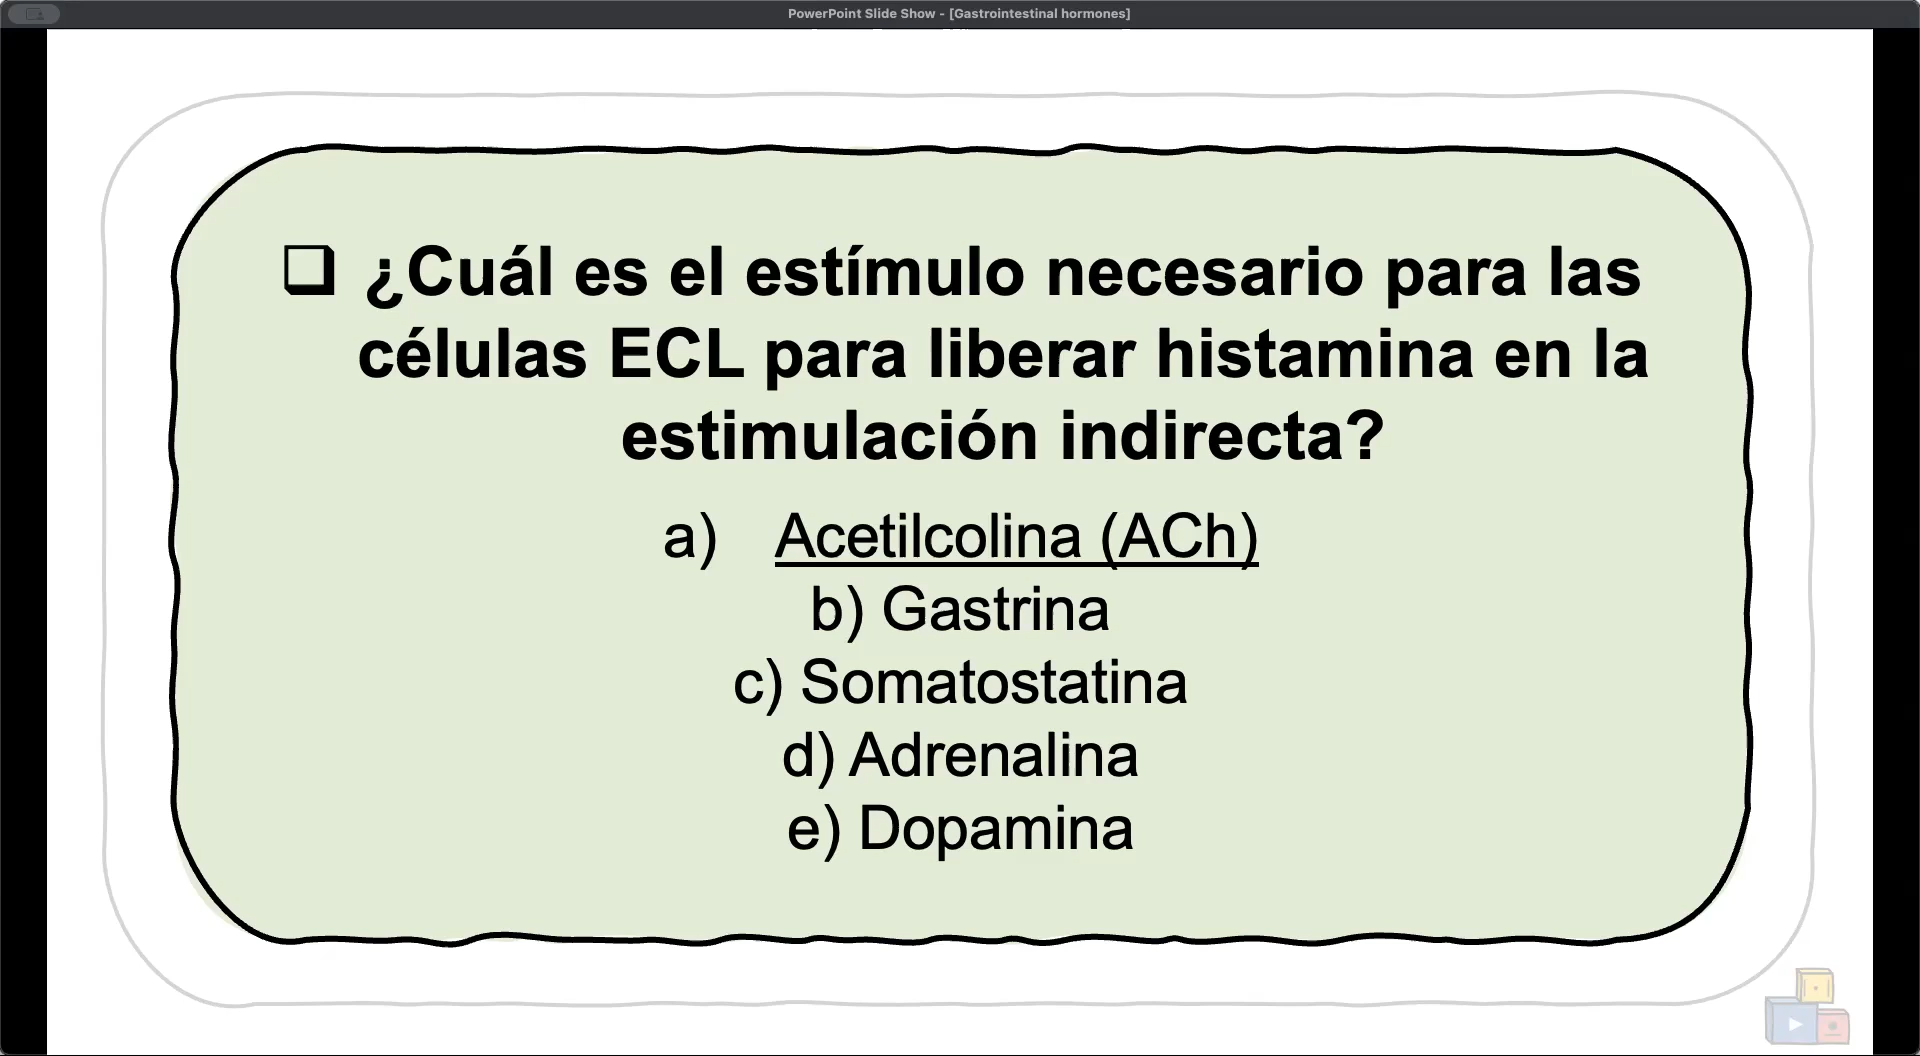 PowerPoint Slide Show - [Gastrointestinal hormones]
❑ ¿Cuál es el estímulo necesario para las
células ECL para liberar histamina en la
estimulación indirecta?
a) Acetilcolina (ACh)
b) Gastrina
c) Somatostatina
d) Adrenalina
e) Dopamina